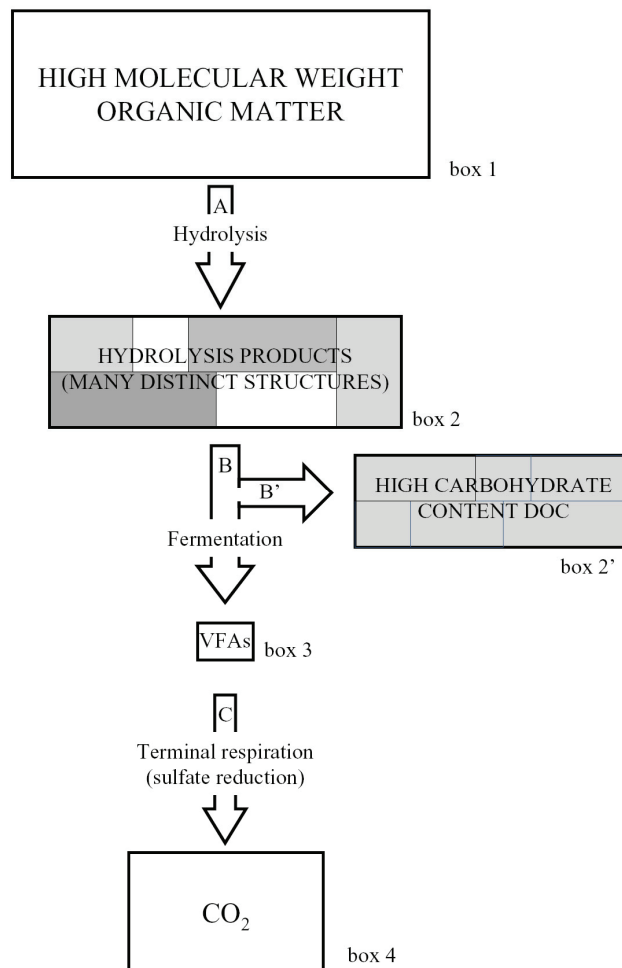 HIGH MOLECULAR WEIGHT
ORGANIC MATTER
box 1
A
Hydrolysis
HYDROLYSIS PRODUCTS
(MANY DISTINCT STRUCTURES)
box 2
B
B’
HIGH CARBOHYDRATE
CONTENT DOC
box 2’
Fermentation
VFAs
box 3
C
Terminal respiration
(sulfate reduction)
CO₂
box 4